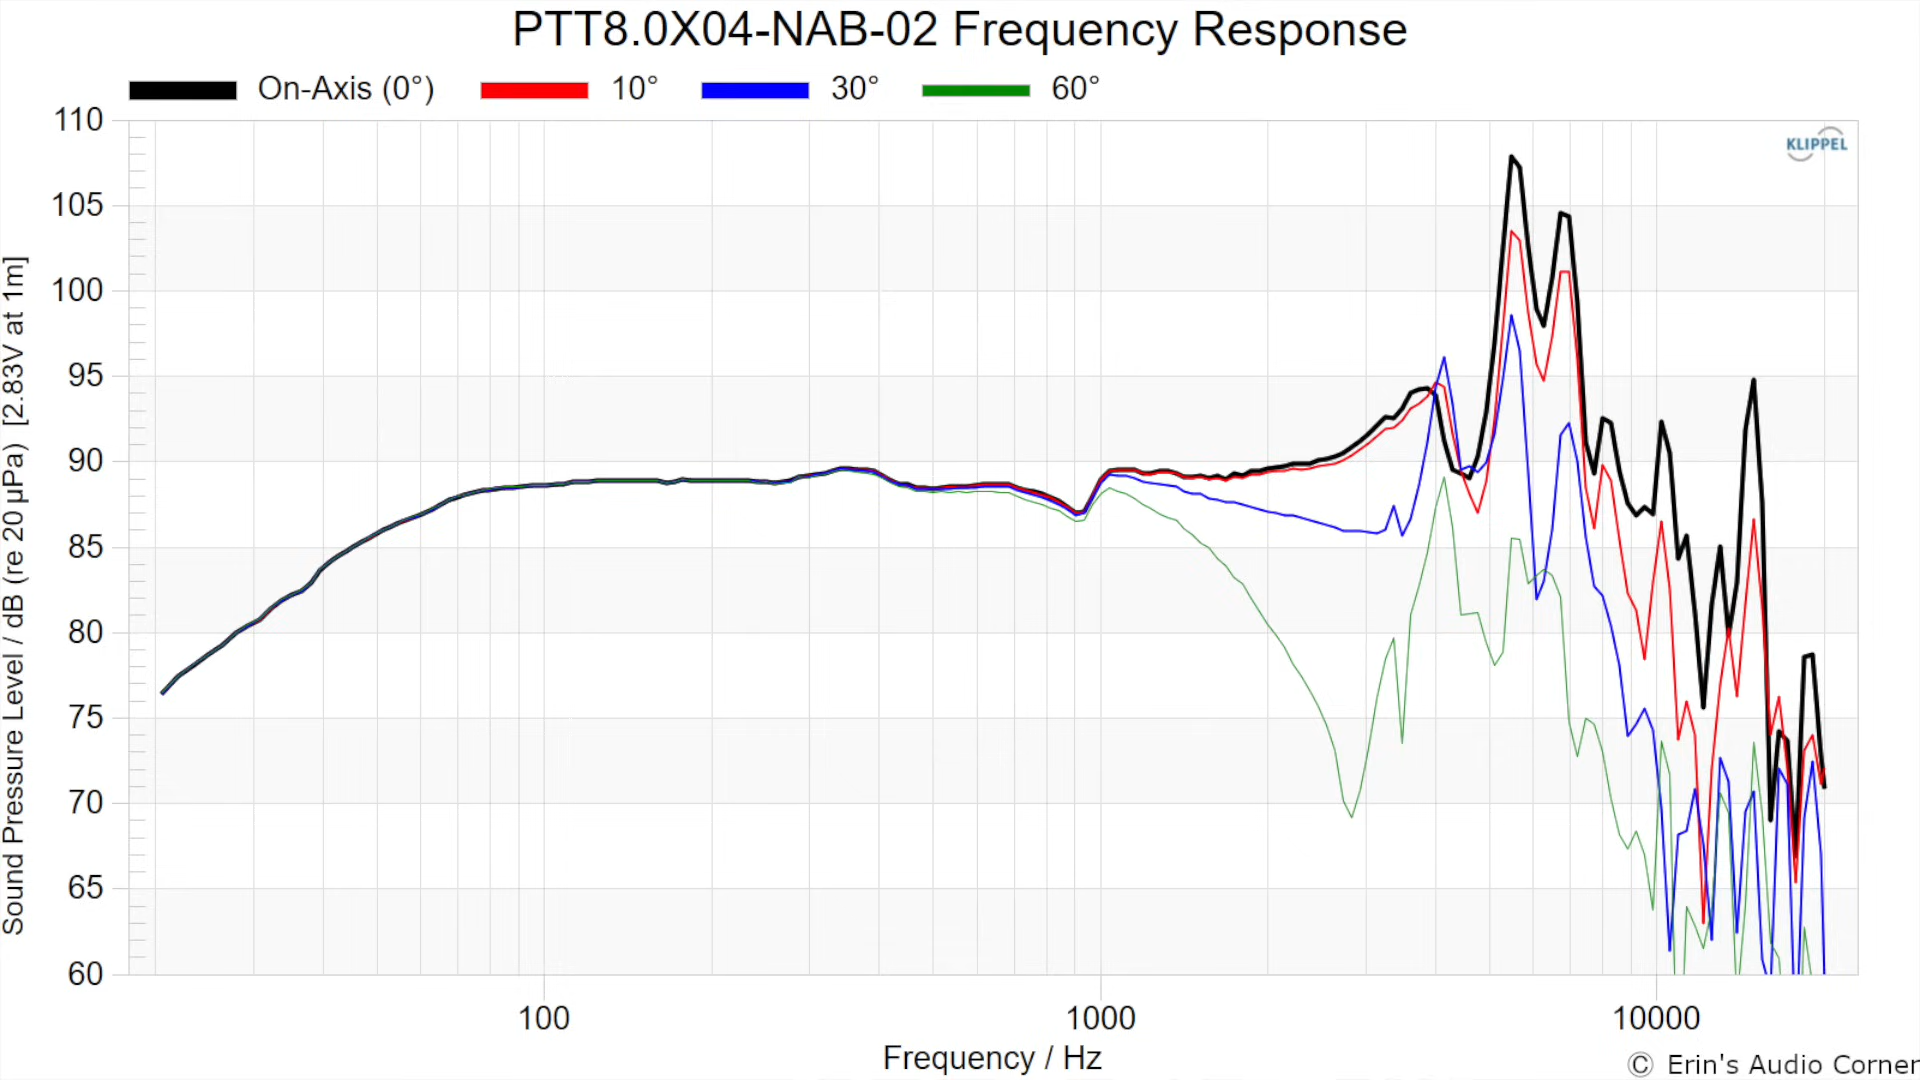 PTT8.0X04-NAB-02 Frequency Response
On-Axis (0°) 10° 30° 60°
KLIPPEL
110
105
100
95
90
85
80
75
70
65
60
Sound Pressure Level / dB (re 20 µPa) [2.83V at 1m]
100 1000 10000
Frequency / Hz
© Erin's Audio Corner